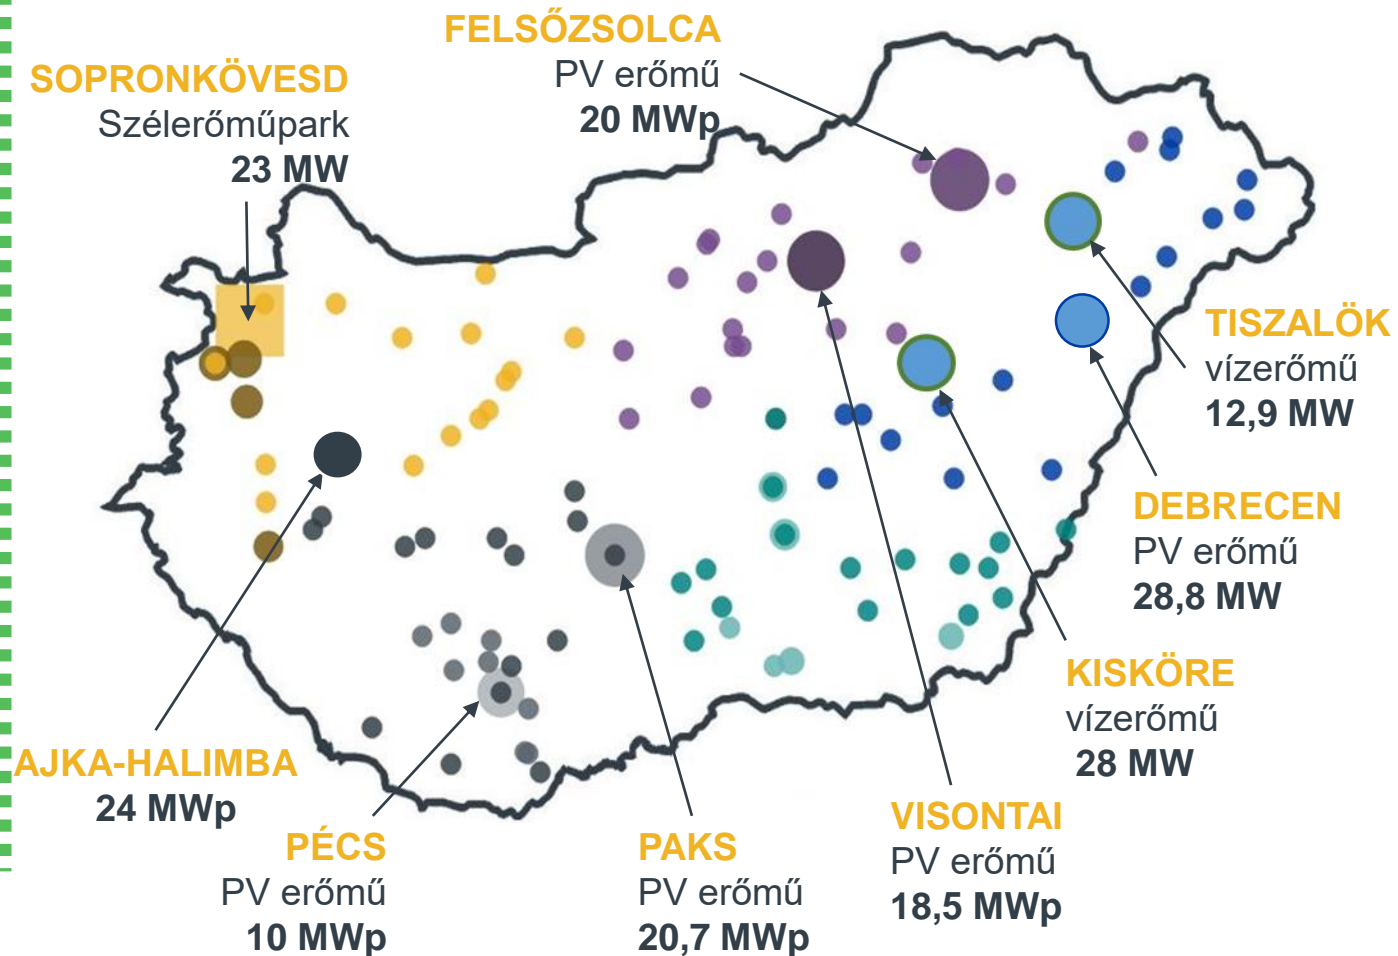 FELSŐZSOLCA
PV erőmű
20 MWp
SOPRONKÖVESD
Szélerőműpark
23 MW
TISZALÖK
vízerőmű
12,9 MW
DEBRECEN
PV erőmű
28,8 MW
KISKÖRE
vízerőmű
28 MW
AJKA-HALIMBA
24 MWp
PÉCS
PV erőmű
10 MWp
PAKS
PV erőmű
20,7 MWp
VISONTAI
PV erőmű
18,5 MWp